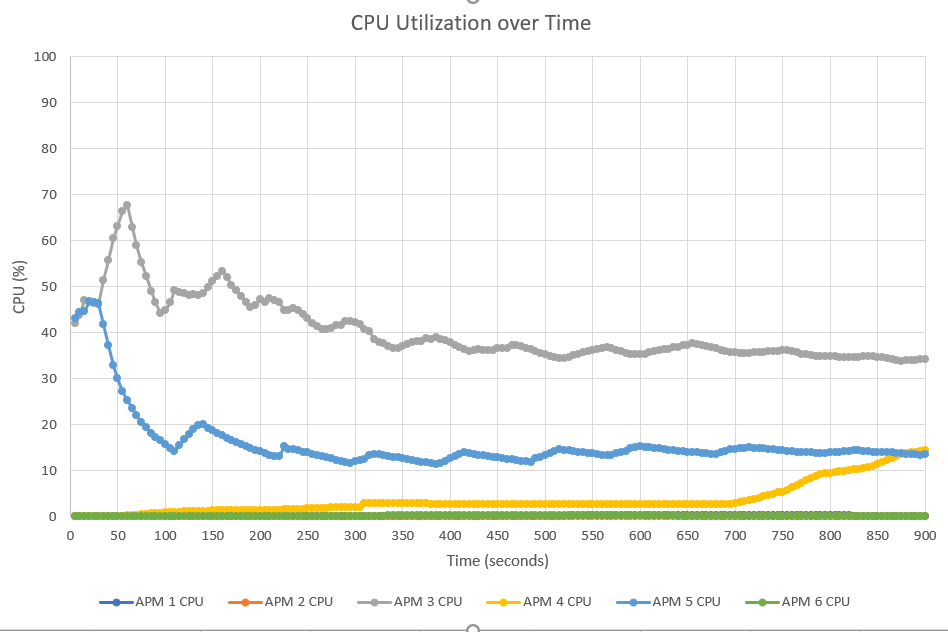 CPU Utilization over Time
100
90
80
70
60
50
40
30
20
10
0
CPU (%)
0 50 100 150 200 250 300 350 400 450 500 550 600 650 700 750 800 850 900
Time (seconds)
APM 1 CPU APM 2 CPU APM 3 CPU APM 4 CPU APM 5 CPU APM 6 CPU